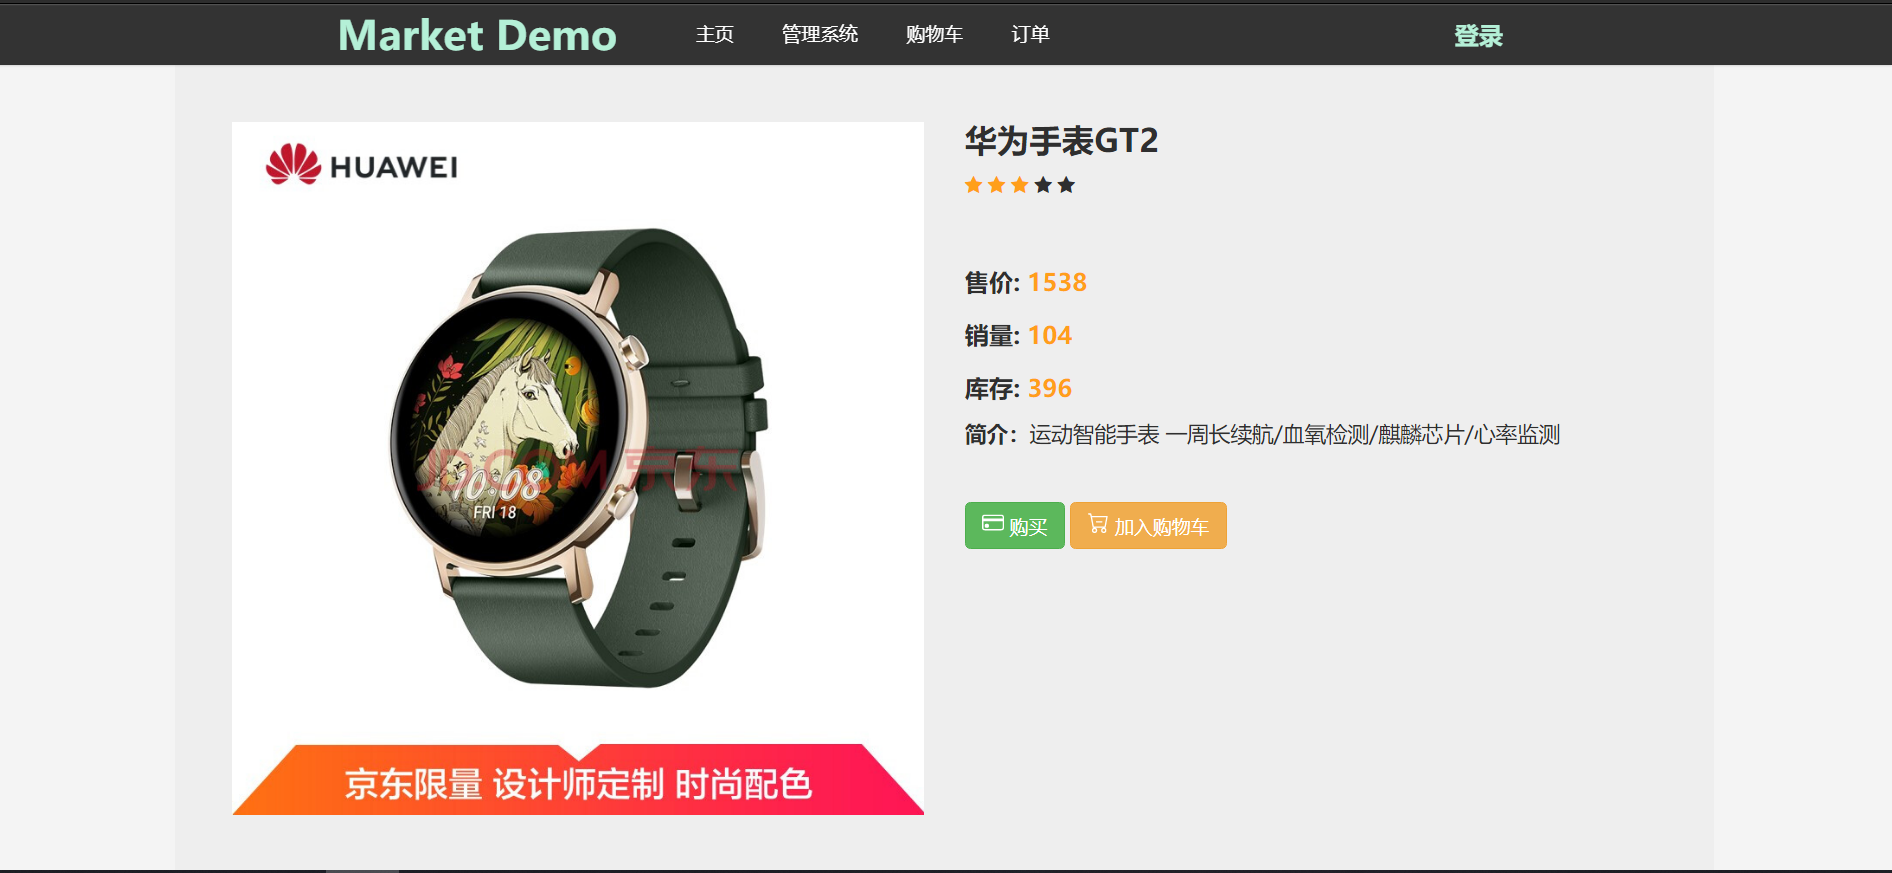 Market Demo 主页 管理系统 购物车 订单 登录
HUAWEI
JD.COM 京东
10:08
FRI 18
京东限量 设计师定制 时尚配色
华为手表GT2
售价: 1538
销量: 104
库存: 396
简介：运动智能手表 一周长续航/血氧检测/麒麟芯片/心率监测
购买 加入购物车